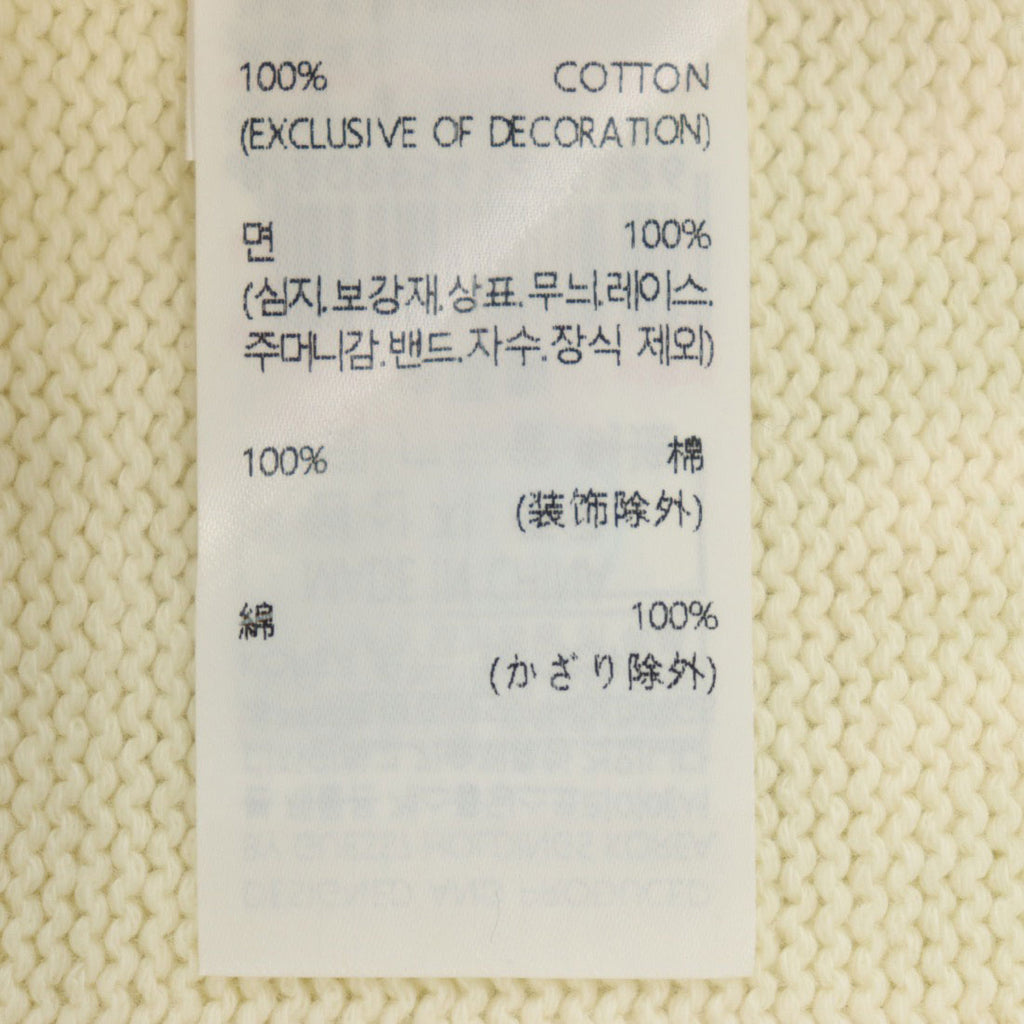 100% COTTON
(EXCLUSIVE OF DECORATION)
면 100%
(심지.보강재.상표.무늬.레이스.
주머니감.밴드.자수.장식 제외)
100% 棉
(装饰除外)
綿 100%
(かざり除外)